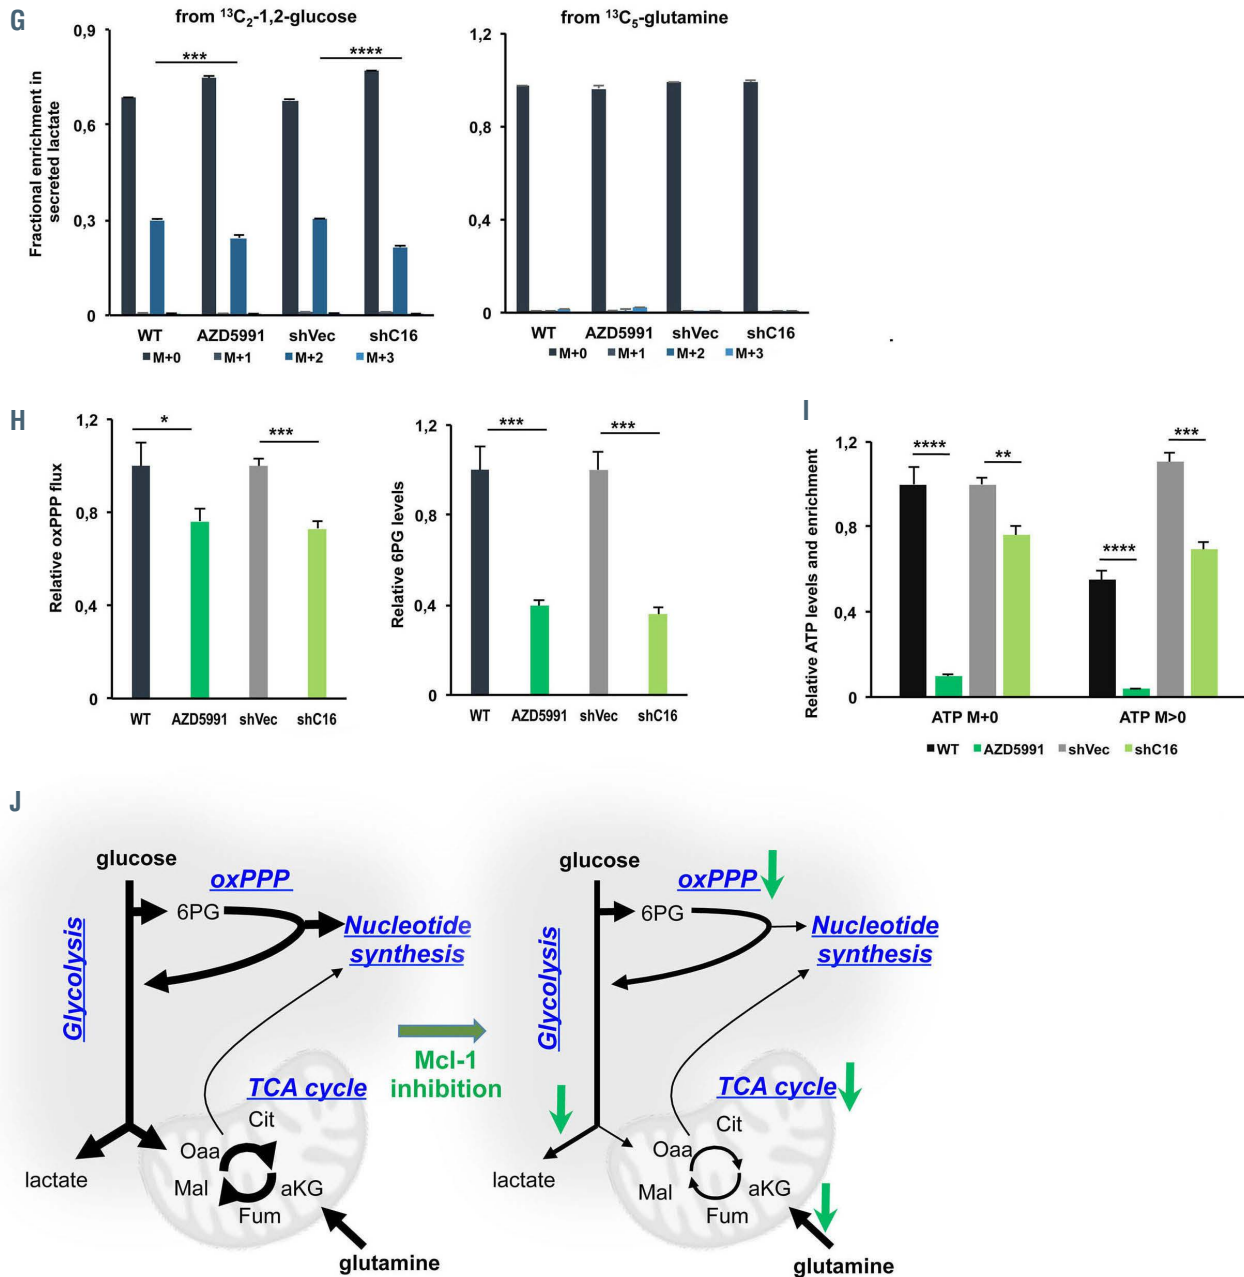 G
from ¹³C₂-1,2-glucose
Fractional enrichment in
secreted lactate
0,9
0,6
0,3
0
***
****
WT AZD5991 shVec shC16
M+0 M+1 M+2 M+3
from ¹³C₅-glutamine
1,2
0,8
0,4
0
WT AZD5991 shVec shC16
M+0 M+1 M+2 M+3
H
Relative oxPPP flux
1,2
0,8
0,4
0
*
***
WT AZD5991 shVec shC16
Relative 6PG levels
1,2
0,8
0,4
0
***
***
WT AZD5991 shVec shC16
I
Relative ATP levels and enrichment
1,2
0,8
0,4
0
****
**
****
***
ATP M+0 ATP M>0
WT AZD5991 shVec shC16
J
glucose
oxPPP
6PG
Nucleotide
synthesis
Glycolysis
TCA cycle
Cit
Oaa
Mal
aKG
Fum
lactate
glutamine
Mcl-1
inhibition
glucose
oxPPP
6PG
Nucleotide
synthesis
Glycolysis
TCA cycle
Cit
Oaa
Mal
aKG
Fum
lactate
glutamine